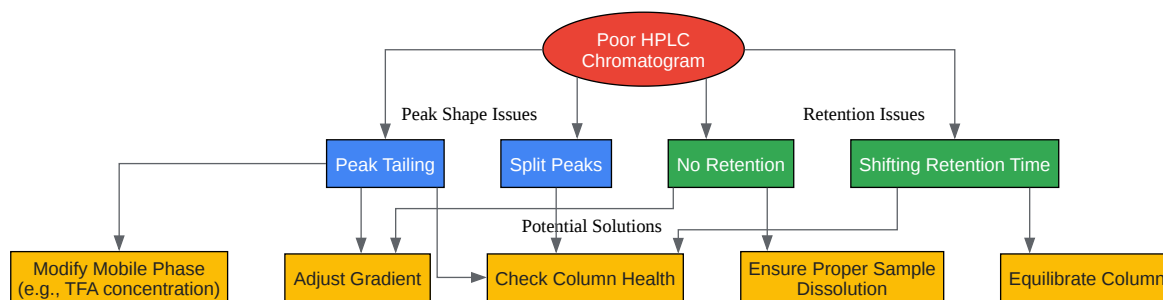 Poor HPLC
Chromatogram
Peak Shape Issues
Retention Issues
Peak Tailing
Split Peaks
No Retention
Shifting Retention Time
Potential Solutions
Modify Mobile Phase
(e.g., TFA concentration)
Adjust Gradient
Check Column Health
Ensure Proper Sample
Dissolution
Equilibrate Column